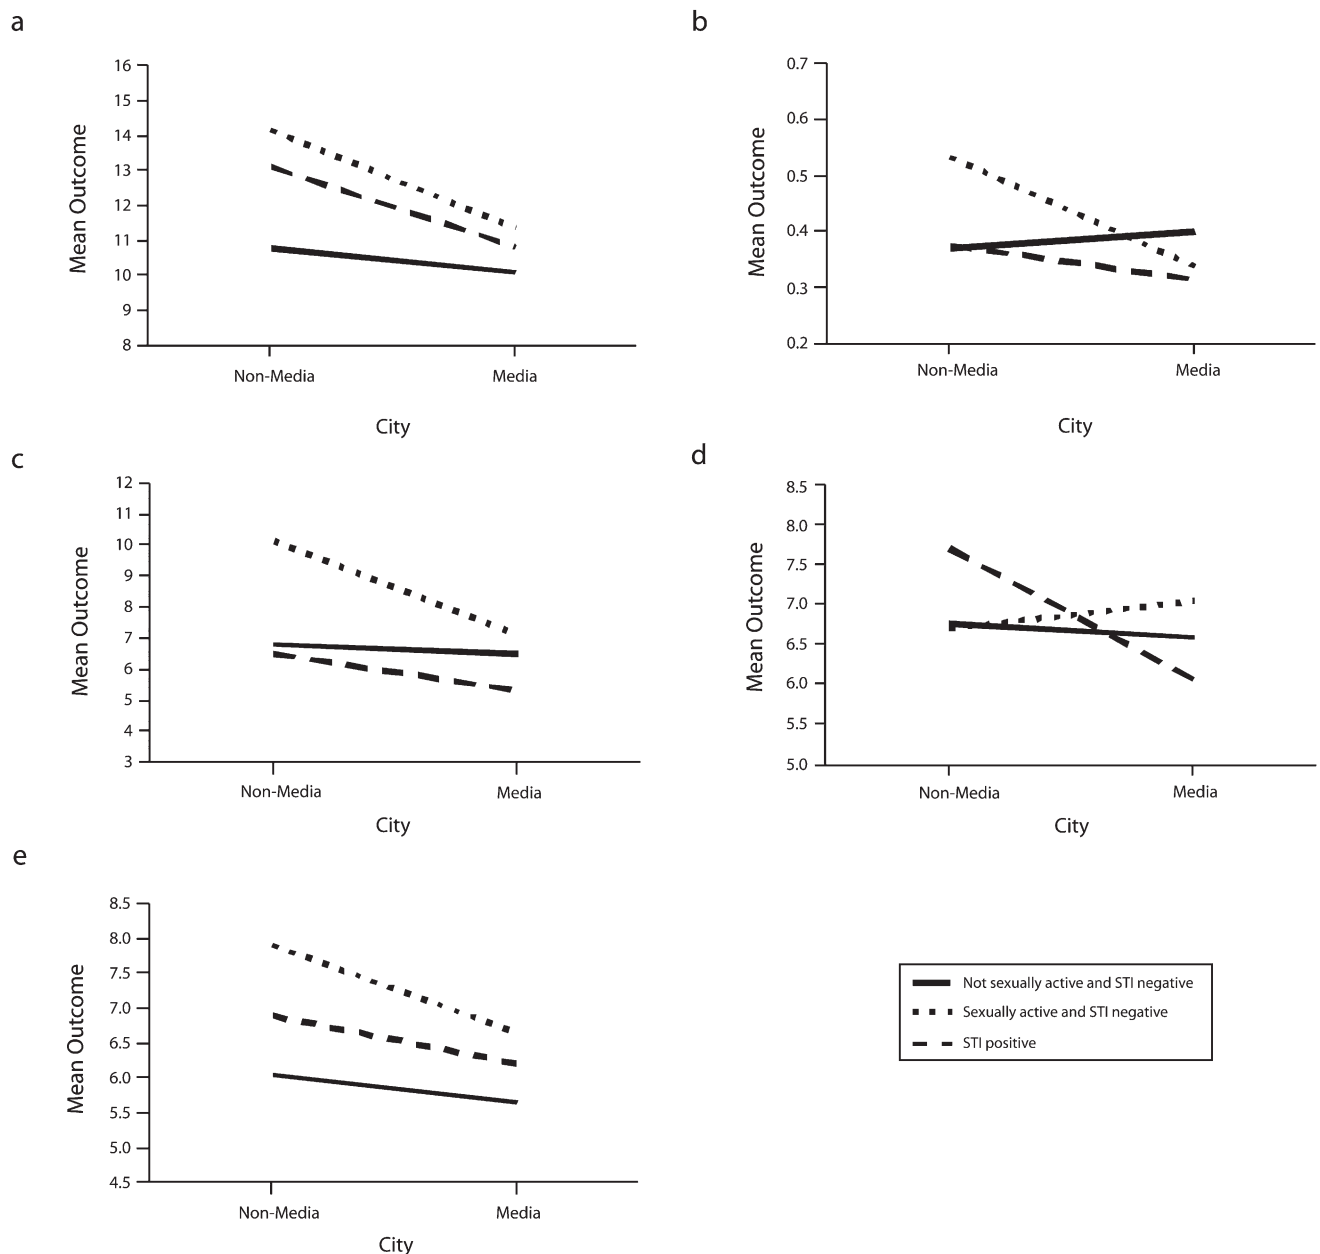 a
16
15
14
13
12
11
10
9
8
Mean Outcome
Non-Media
Media
City
b
0.7
0.6
0.5
0.4
0.3
0.2
Mean Outcome
Non-Media
Media
City
c
12
11
10
9
8
7
6
5
4
3
Mean Outcome
Non-Media
Media
City
d
8.5
8.0
7.5
7.0
6.5
6.0
5.5
5.0
Mean Outcome
Non-Media
Media
City
e
8.5
8.0
7.5
7.0
6.5
6.0
5.5
5.0
4.5
Mean Outcome
Non-Media
Media
City
Not sexually active and STI negative
Sexually active and STI negative
STI positive